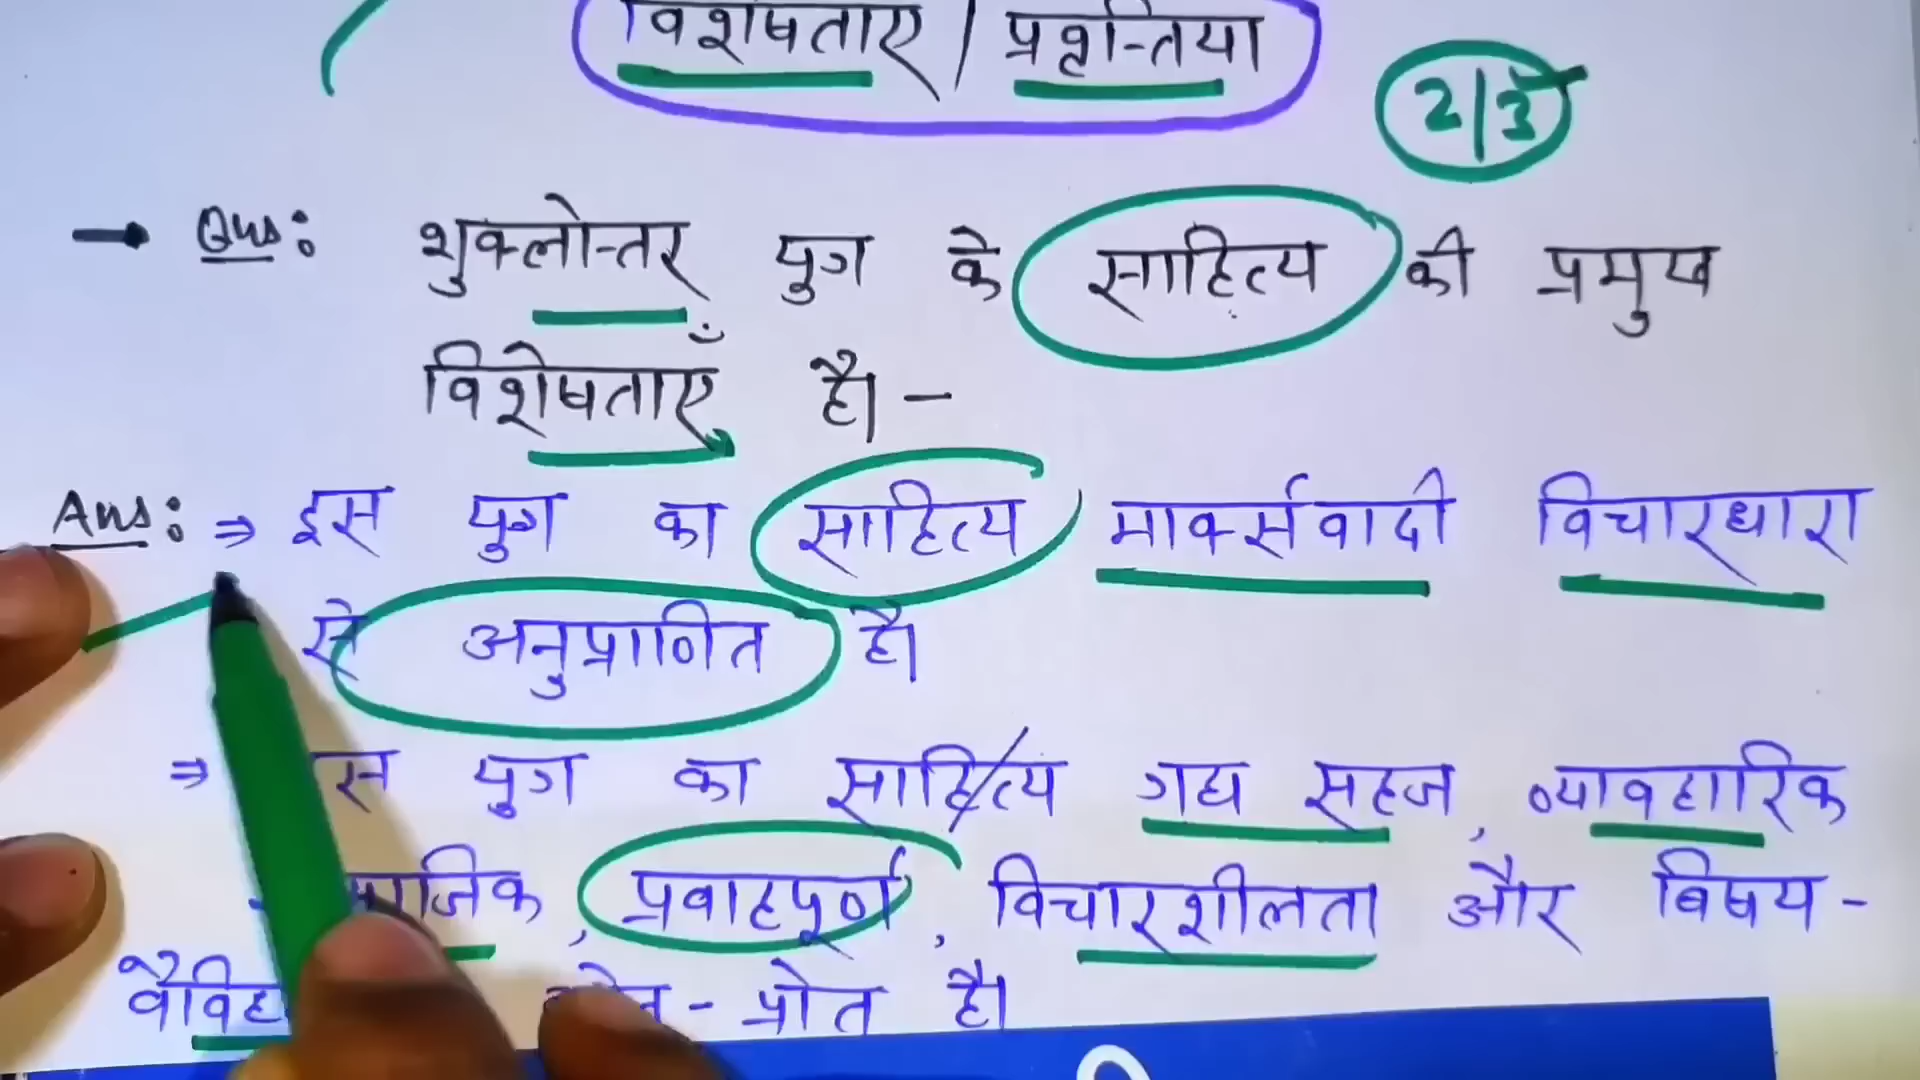 विशेषताएं / प्रवृत्तिया
2/3
Qus: शुक्लोत्तर युग के साहित्य की प्रमुख
विशेषताएँ है। -
Ans: ⇒ इस युग का साहित्य मार्क्सवादी विचारधारा
से अनुप्राणित है।
⇒ युग का साहित्य गद्य सहज, व्यावहारिक
, प्रवाहपूर्ण, विचारशीलता और विषय -
- प्रोत है।